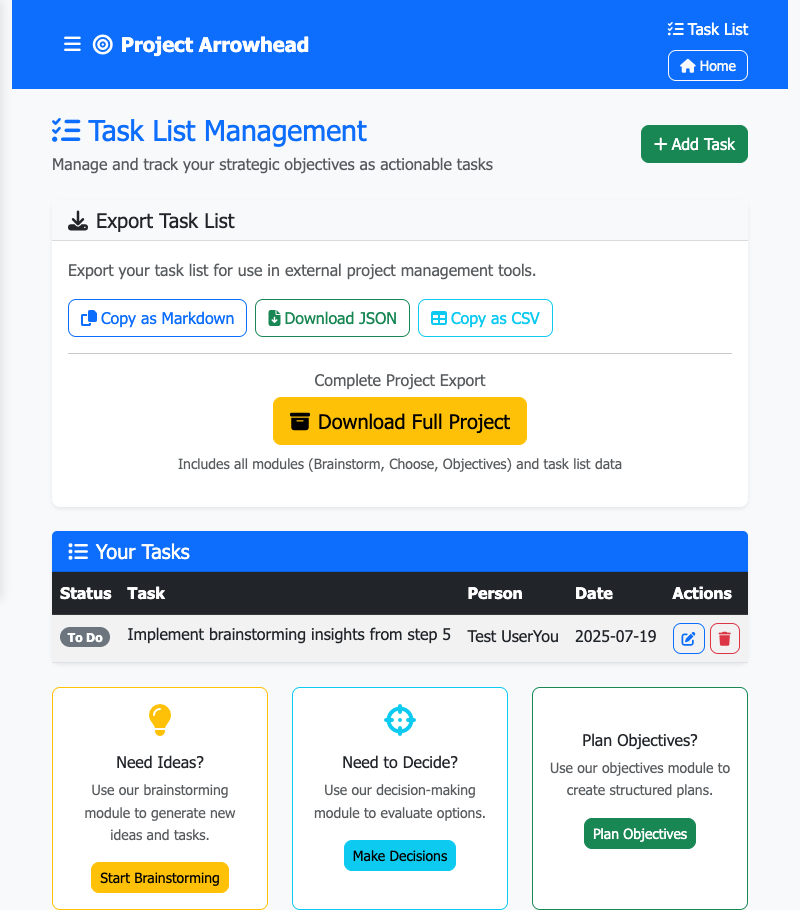 Project Arrowhead
Task List
Home
Task List Management
Manage and track your strategic objectives as actionable tasks
+ Add Task
Export Task List
Export your task list for use in external project management tools.
Copy as Markdown
Download JSON
Copy as CSV
Complete Project Export
Download Full Project
Includes all modules (Brainstorm, Choose, Objectives) and task list data
Your Tasks
Status Task Person Date Actions
To Do Implement brainstorming insights from step 5 Test UserYou 2025-07-19
Need Ideas?
Use our brainstorming
module to generate new
ideas and tasks.
Start Brainstorming
Need to Decide?
Use our decision-making
module to evaluate options.
Make Decisions
Plan Objectives?
Use our objectives module to
create structured plans.
Plan Objectives